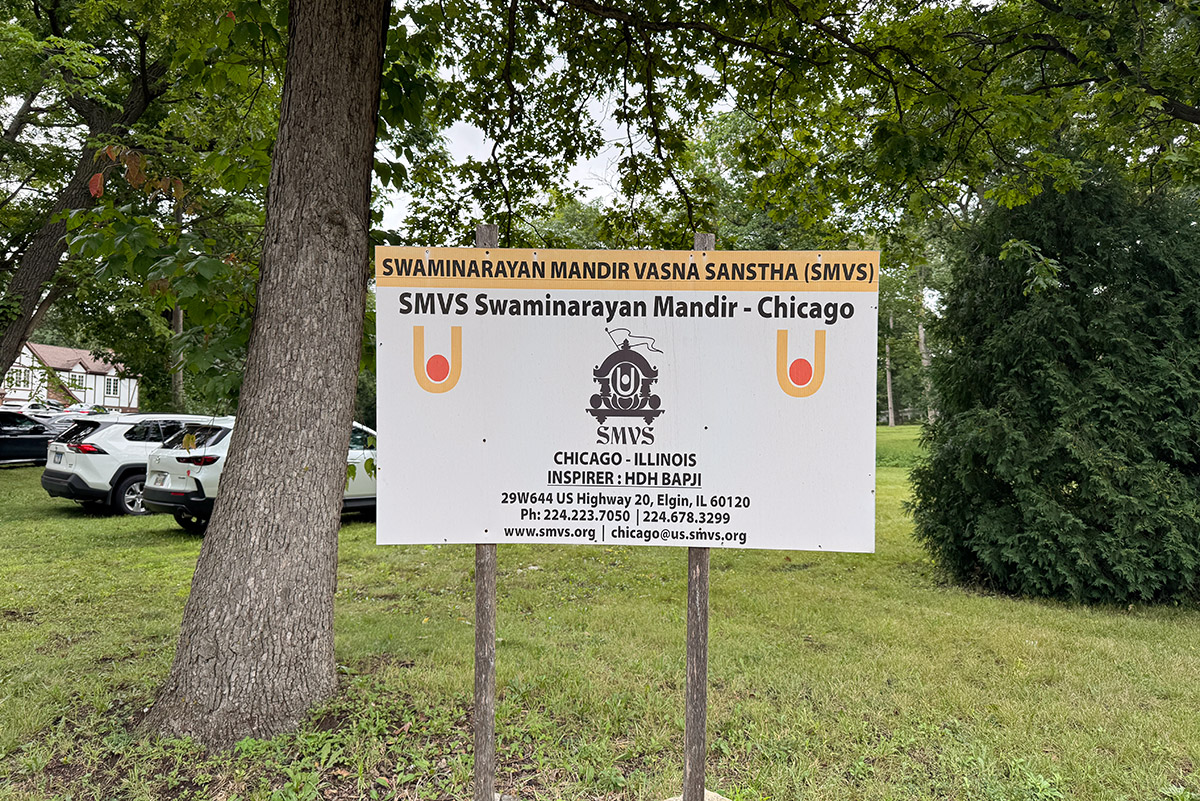 SWAMINARAYAN MANDIR VASNA SANSTHA (SMVS)
SMVS Swaminarayan Mandir - Chicago
SMVS
CHICAGO - ILLINOIS
INSPIRER : HDH BAPJI
29W644 US Highway 20, Elgin, IL 60120
Ph: 224.223.7050 | 224.678.3299
www.smvs.org | chicago@us.smvs.org